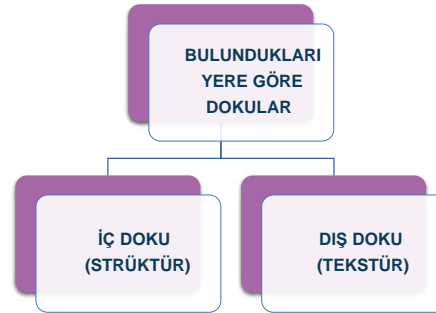 BULUNDUKLARI
YERE GÖRE
DOKULAR
İÇ DOKU
(STRÜKTÜR)
DIŞ DOKU
(TEKSTÜR)